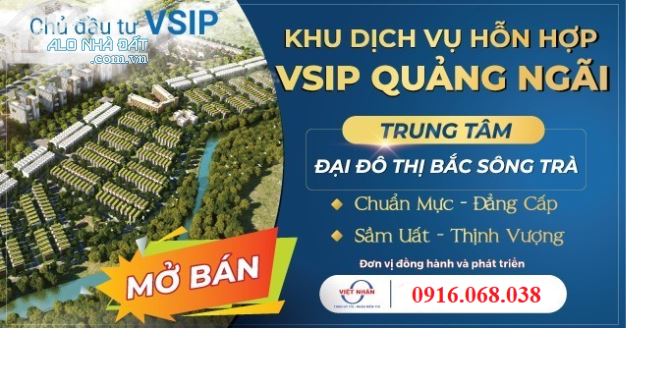 Chủ đầu tư VSIP
ALO NHÀ ĐẤT
.com.vn
KHU DỊCH VỤ HỖN HỢP
VSIP QUẢNG NGÃI
TRUNG TÂM
ĐẠI ĐÔ THỊ BẮC SÔNG TRÀ
Chuẩn Mực - Đẳng Cấp
Sầm Uất - Thịnh Vượng
MỞ BÁN
Đơn vị đồng hành và phát triển
VIỆT NHÂN
0916.068.038